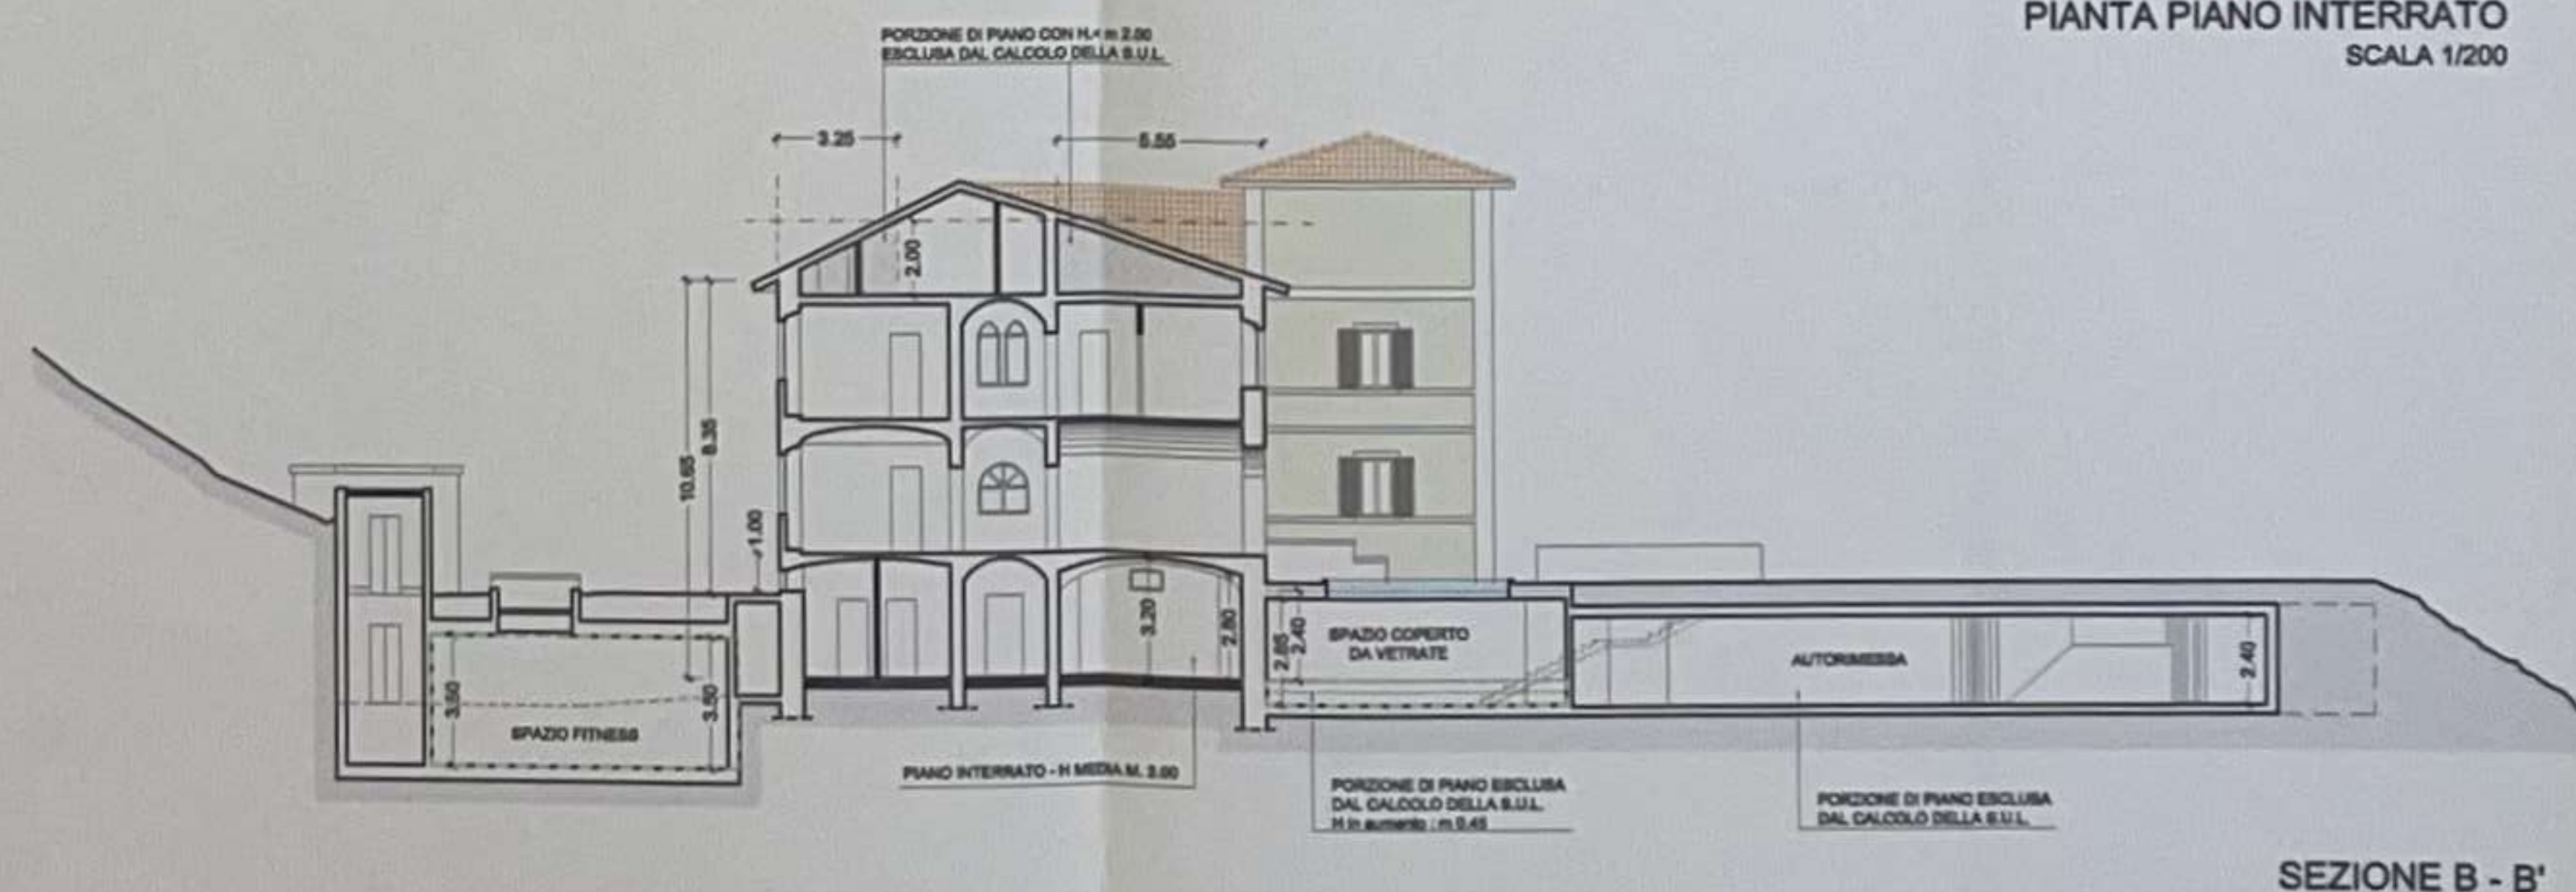 PIANTA PIANO INTERRATO
SCALA 1/200
PORZIONE DI PIANO CON H.< m 2.00
ESCLUSA DAL CALCOLO DELLA S.U.L.
3.25
5.55
2.00
10.65
8.35
1.00
3.20
2.80
2.85
2.40
SPAZIO COPERTO
DA VETRATE
AUTORIMESSA
2.40
3.50
3.50
SPAZIO FITNESS
PIANO INTERRATO - H MEDIA M. 3.00
PORZIONE DI PIANO ESCLUSA
DAL CALCOLO DELLA S.U.L.
H in aumento : m 0.45
PORZIONE DI PIANO ESCLUSA
DAL CALCOLO DELLA S.U.L.
SEZIONE B - B'